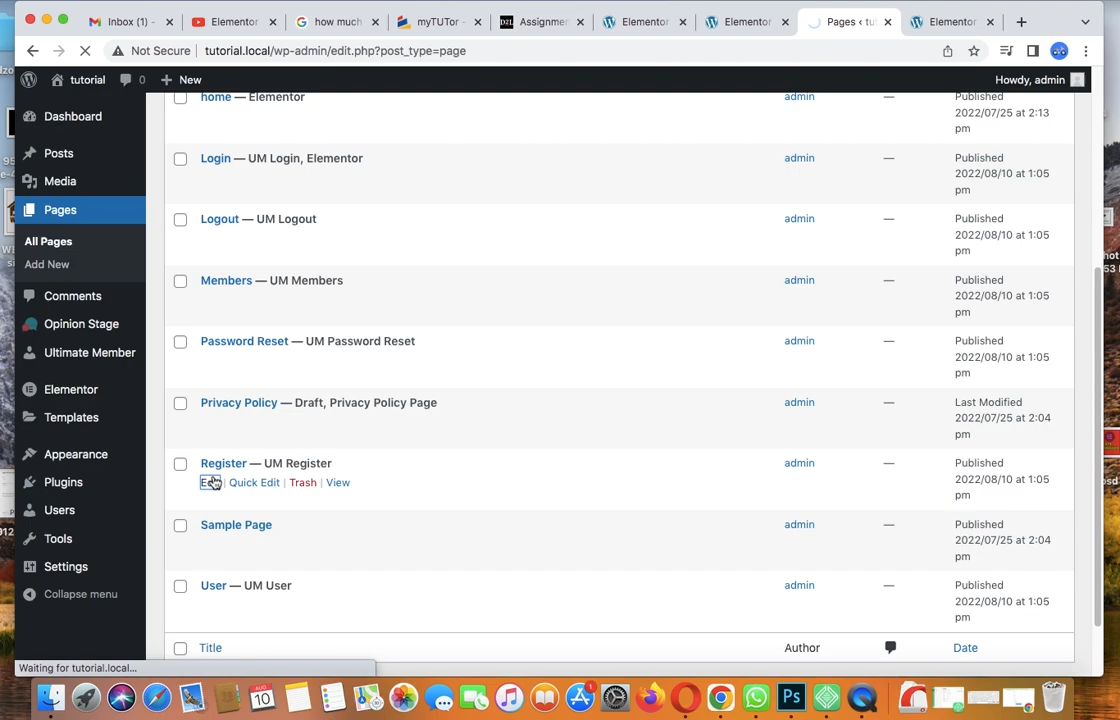 Inbox (1) -
Elementor
how much
myTUTor -
D2L
Assignme
Elementor
Elementor
Pages ‹ tut
Elementor
Not Secure | tutorial.local/wp-admin/edit.php?post_type=page
tutorial 0 + New Howdy, admin
Dashboard
Posts
Media
Pages
All Pages
Add New
Comments
Opinion Stage
Ultimate Member
Elementor
Templates
Appearance
Plugins
Users
Tools
Settings
Collapse menu
home — Elementor admin — Published
2022/07/25 at 2:13
pm
Login — UM Login, Elementor admin — Published
2022/08/10 at 1:05
pm
Logout — UM Logout admin — Published
2022/08/10 at 1:05
pm
Members — UM Members admin — Published
2022/08/10 at 1:05
pm
Password Reset — UM Password Reset admin — Published
2022/08/10 at 1:05
pm
Privacy Policy — Draft, Privacy Policy Page admin — Last Modified
2022/07/25 at 2:04
pm
Register — UM Register admin — Published
Quick Edit | Trash | View 2022/08/10 at 1:05
pm
Sample Page admin — Published
2022/07/25 at 2:04
pm
User — UM User admin — Published
2022/08/10 at 1:05
pm
Title Author Date
Waiting for tutorial.local...
AUG
10
1
Ps